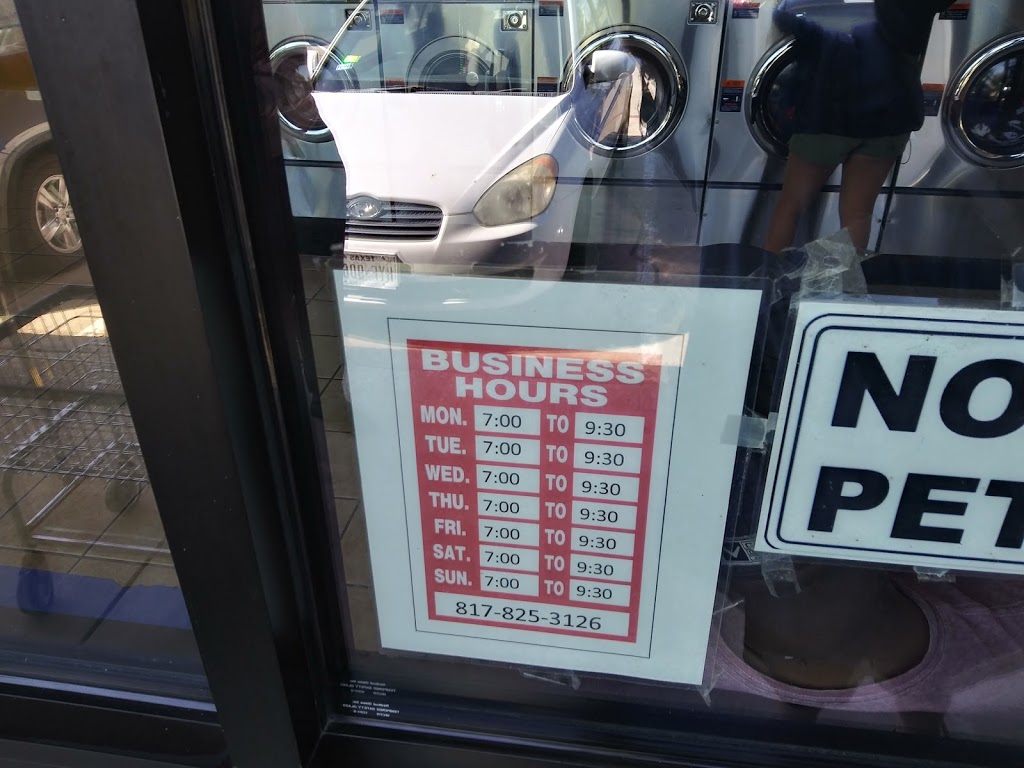 BUSINESS
HOURS
MON. 7:00 TO 9:30
TUE. 7:00 TO 9:30
WED. 7:00 TO 9:30
THU. 7:00 TO 9:30
FRI. 7:00 TO 9:30
SAT. 7:00 TO 9:30
SUN. 7:00 TO 9:30
817-825-3126
NO
PET